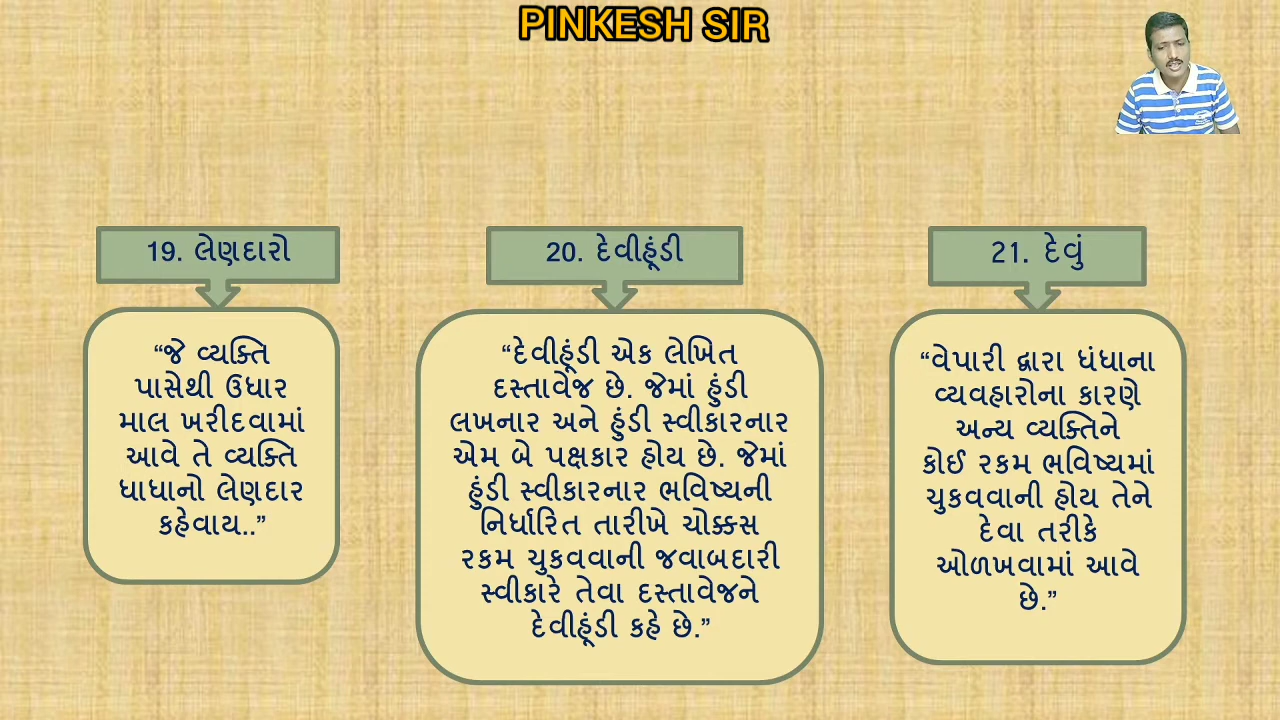 PINKESH SIR
19. લેણદારો
“જે વ્યક્તિ
પાસેથી ઉધાર
માલ ખરીદવામાં
આવે તે વ્યક્તિ
ધાધાનો લેણદાર
કહેવાય..”
20. દેવીહૂંડી
“દેવીહૂંડી એક લેખિત
દસ્તાવેજ છે. જેમાં હુંડી
લખનાર અને હુંડી સ્વીકારનાર
એમ બે પક્ષકાર હોય છે. જેમાં
હુંડી સ્વીકારનાર ભવિષ્યની
નિર્ધારિત તારીખે ચોક્કસ
રકમ ચુકવવાની જવાબદારી
સ્વીકારે તેવા દસ્તાવેજને
દેવીહૂંડી કહે છે.”
21. દેવું
“વેપારી દ્વારા ધંધાના
વ્યવહારોના કારણે
અન્ય વ્યક્તિને
કોઈ રકમ ભવિષ્યમાં
ચુકવવાની હોય તેને
દેવા તરીકે
ઓળખવામાં આવે
છે.”